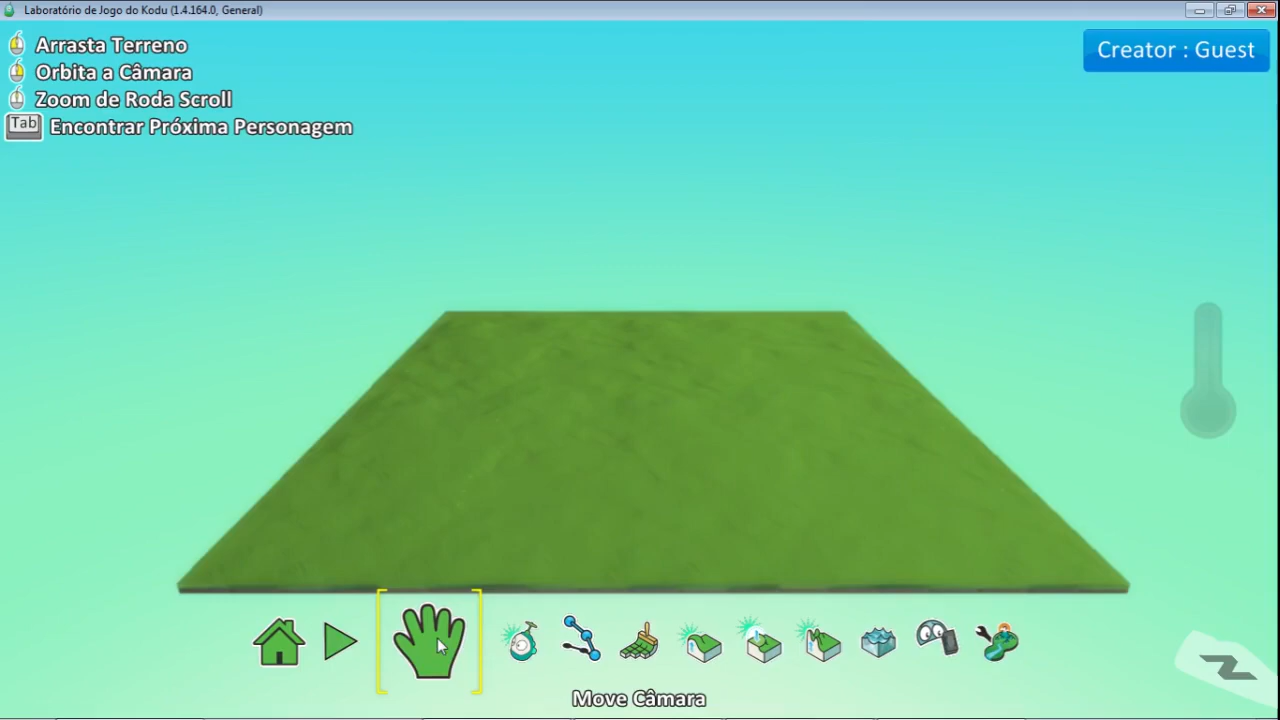 Laboratório de Jogo do Kodu (1.4.164.0, General)
Arrasta Terreno
Creator : Guest
Orbita a Câmara
Zoom de Roda Scroll
Tab Encontrar Próxima Personagem
Move Câmara